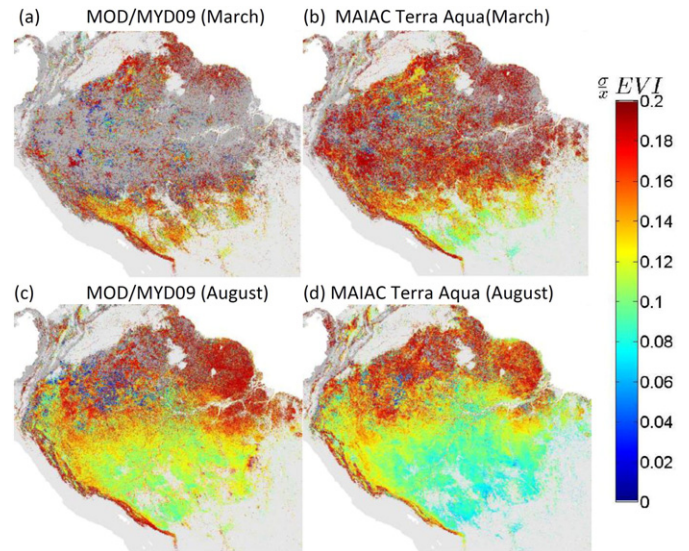 (a) MOD/MYD09 (March)
(b) MAIAC Terra Aqua(March)
(c) MOD/MYD09 (August)
(d) MAIAC Terra Aqua (August)
σ/x EVI
0.2
0.18
0.16
0.14
0.12
0.1
0.08
0.06
0.04
0.02
0